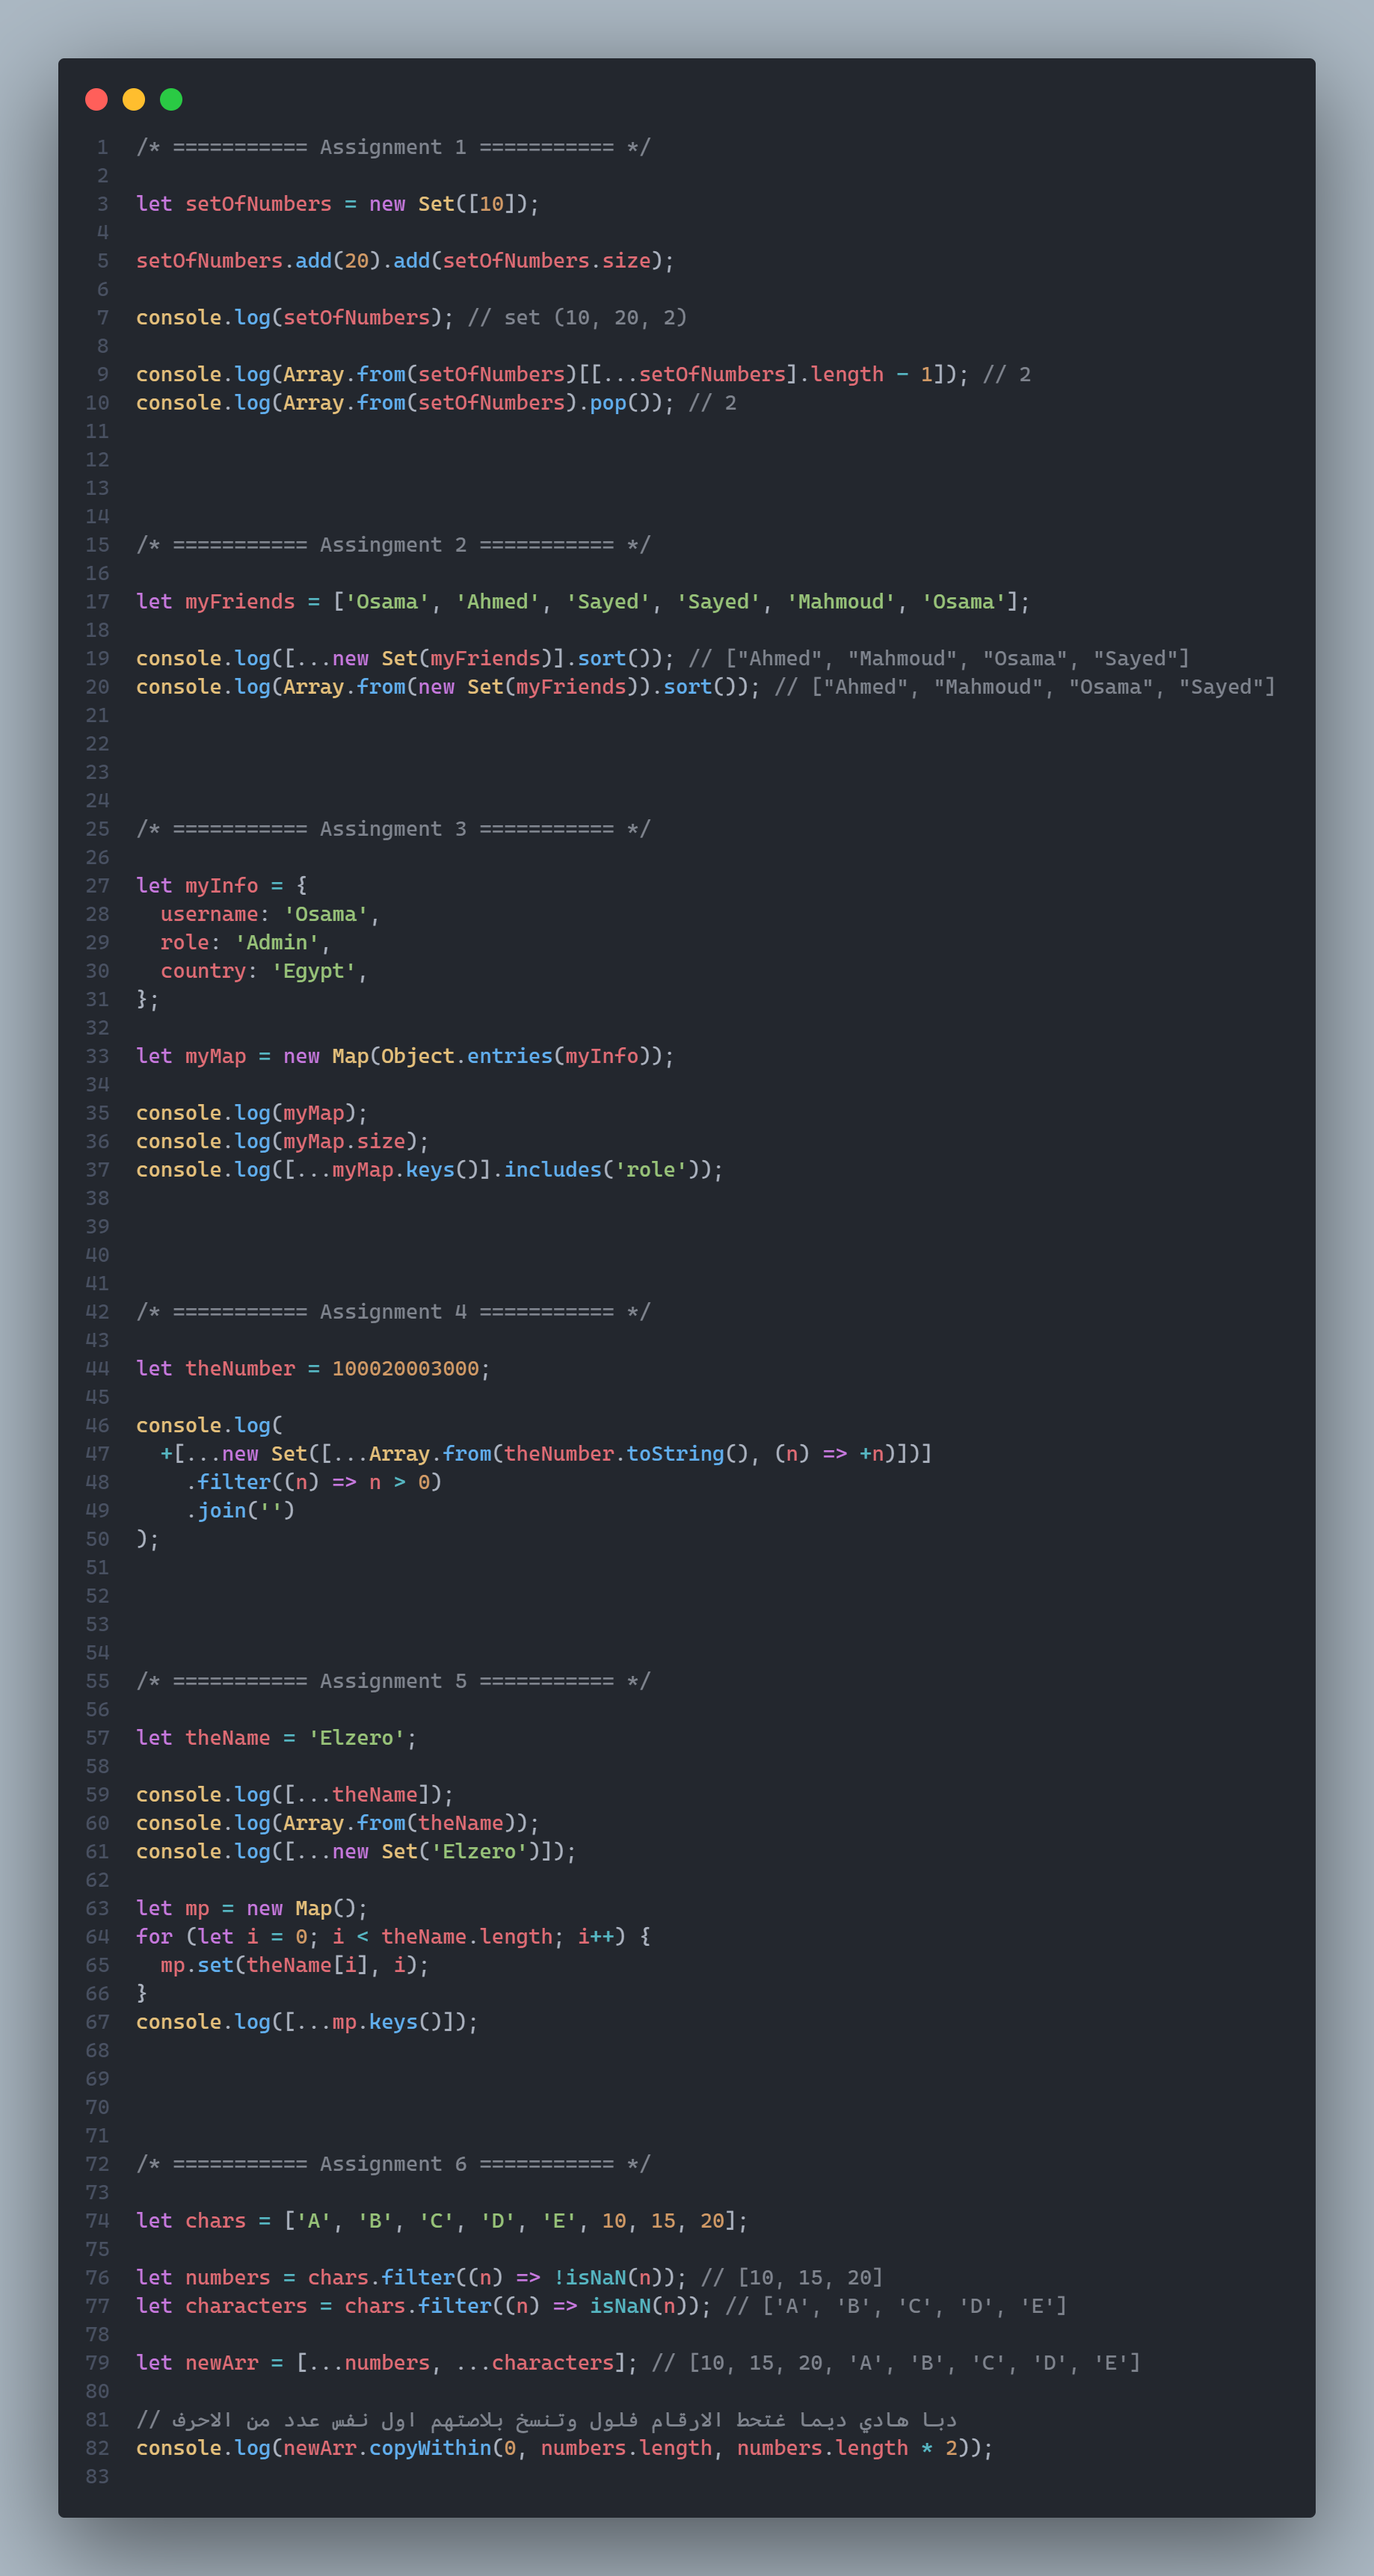 1 /* =========== Assignment 1 =========== */
2
3 let setOfNumbers = new Set([10]);
4
5 setOfNumbers.add(20).add(setOfNumbers.size);
6
7 console.log(setOfNumbers); // set (10, 20, 2)
8
9 console.log(Array.from(setOfNumbers)[[...setOfNumbers].length - 1]); // 2
10 console.log(Array.from(setOfNumbers).pop()); // 2
11
12
13
14
15 /* =========== Assingment 2 =========== */
16
17 let myFriends = ['Osama', 'Ahmed', 'Sayed', 'Sayed', 'Mahmoud', 'Osama'];
18
19 console.log([...new Set(myFriends)].sort()); // ["Ahmed", "Mahmoud", "Osama", "Sayed"]
20 console.log(Array.from(new Set(myFriends)).sort()); // ["Ahmed", "Mahmoud", "Osama", "Sayed"]
21
22
23
24
25 /* =========== Assingment 3 =========== */
26
27 let myInfo = {
28   username: 'Osama',
29   role: 'Admin',
30   country: 'Egypt',
31 };
32
33 let myMap = new Map(Object.entries(myInfo));
34
35 console.log(myMap);
36 console.log(myMap.size);
37 console.log([...myMap.keys()].includes('role'));
38
39
40
41
42 /* =========== Assignment 4 =========== */
43
44 let theNumber = 100020003000;
45
46 console.log(
47   +[...new Set([...Array.from(theNumber.toString(), (n) => +n)])]
48     .filter((n) => n > 0)
49     .join('')
50 );
51
52
53
54
55 /* =========== Assignment 5 =========== */
56
57 let theName = 'Elzero';
58
59 console.log([...theName]);
60 console.log(Array.from(theName));
61 console.log([...new Set('Elzero')]);
62
63 let mp = new Map();
64 for (let i = 0; i < theName.length; i++) {
65   mp.set(theName[i], i);
66 }
67 console.log([...mp.keys()]);
68
69
70
71
72 /* =========== Assignment 6 =========== */
73
74 let chars = ['A', 'B', 'C', 'D', 'E', 10, 15, 20];
75
76 let numbers = chars.filter((n) => !isNaN(n)); // [10, 15, 20]
77 let characters = chars.filter((n) => isNaN(n)); // ['A', 'B', 'C', 'D', 'E']
78
79 let newArr = [...numbers, ...characters]; // [10, 15, 20, 'A', 'B', 'C', 'D', 'E']
80
81 // دبا هادي ديما غتحط الارقام فلول وتنسخ بلاصتهم اول نفس عدد من الاحرف
82 console.log(newArr.copyWithin(0, numbers.length, numbers.length * 2));
83